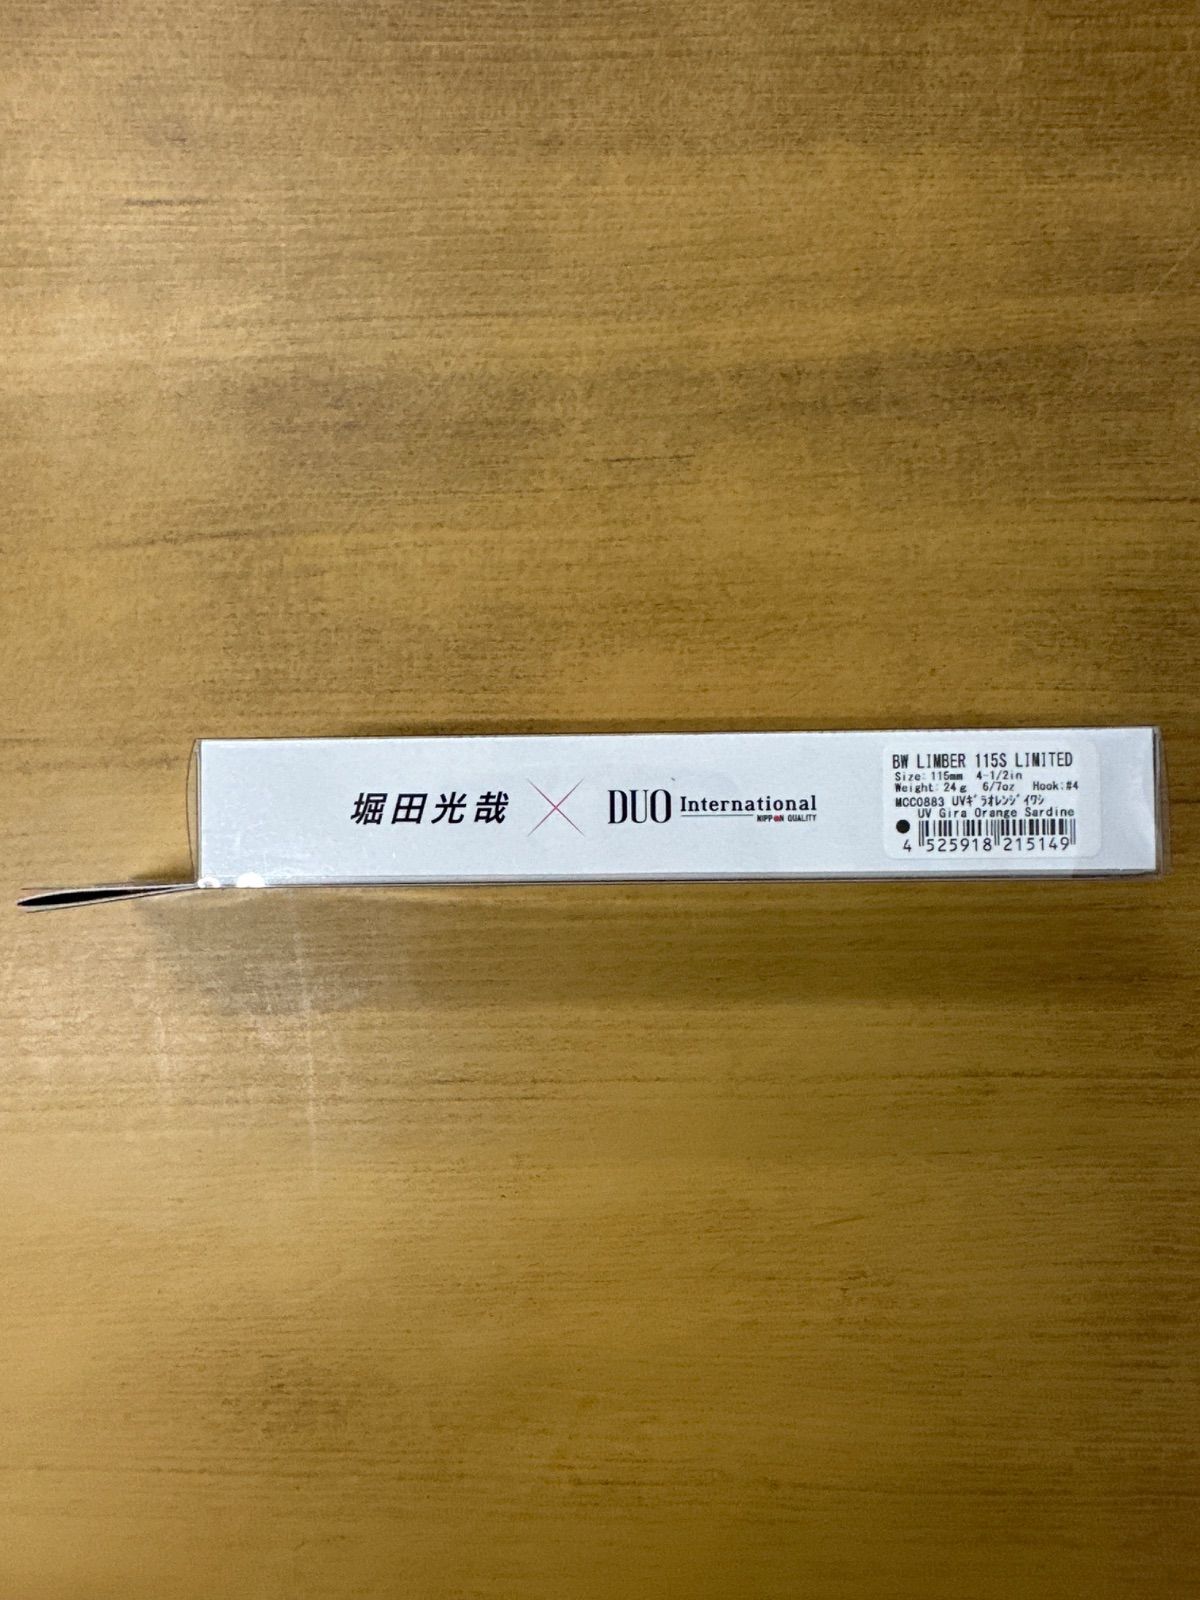 堀田光哉
DUO International
NIPPON QUALITY
BW LIMBER 115S LIMITED
Size: 115mm 4-1/2in
Weight: 24g 6/7oz Hook:#4
MCC0883 UVｷﾞﾗｵﾚﾝｼﾞｲﾜｼ
UV Gira Orange Sardine
4 525918 215149